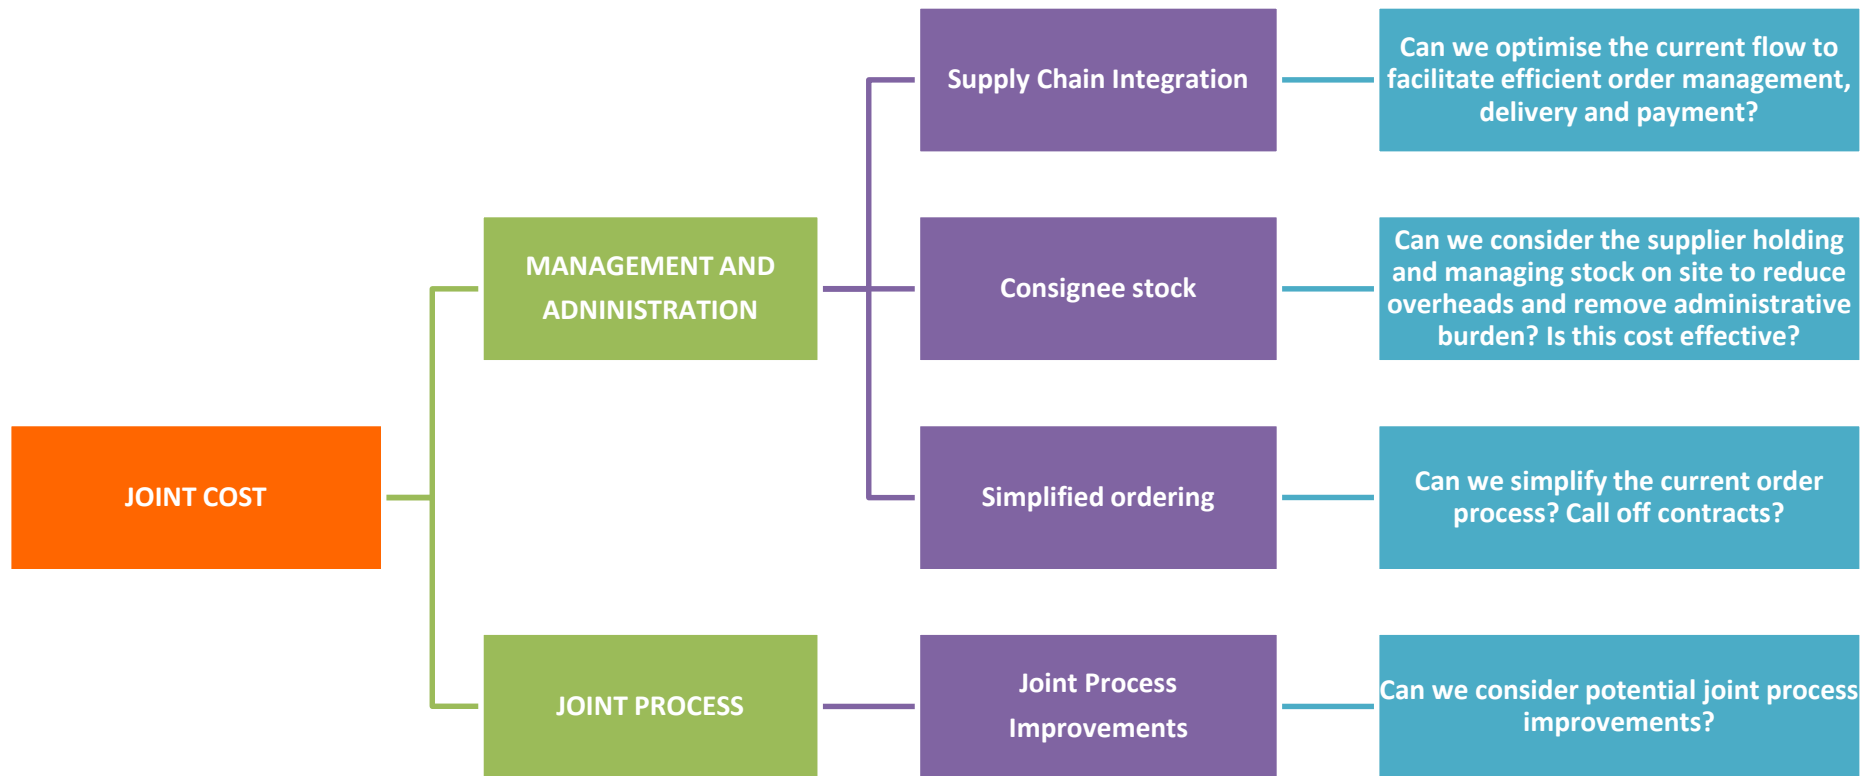 JOINT COST
MANAGEMENT AND
ADNINISTRATION
Supply Chain Integration
Can we optimise the current flow to
facilitate efficient order management,
delivery and payment?
Consignee stock
Can we consider the supplier holding
and managing stock on site to reduce
overheads and remove administrative
burden? Is this cost effective?
Simplified ordering
Can we simplify the current order
process? Call off contracts?
JOINT PROCESS
Joint Process
Improvements
Can we consider potential joint process
improvements?